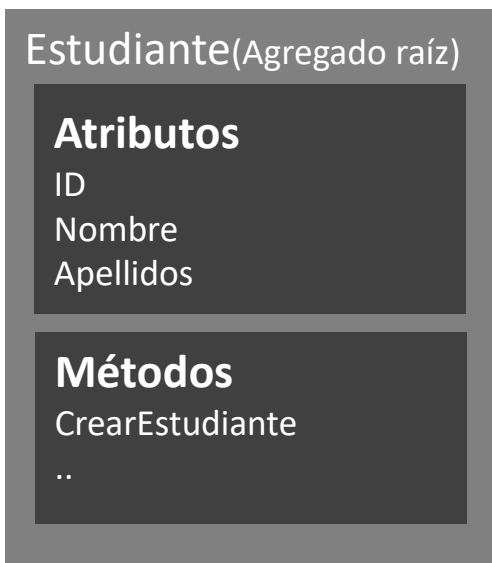 Estudiante(Agregado raíz)
Atributos
ID
Nombre
Apellidos
Métodos
CrearEstudiante
..